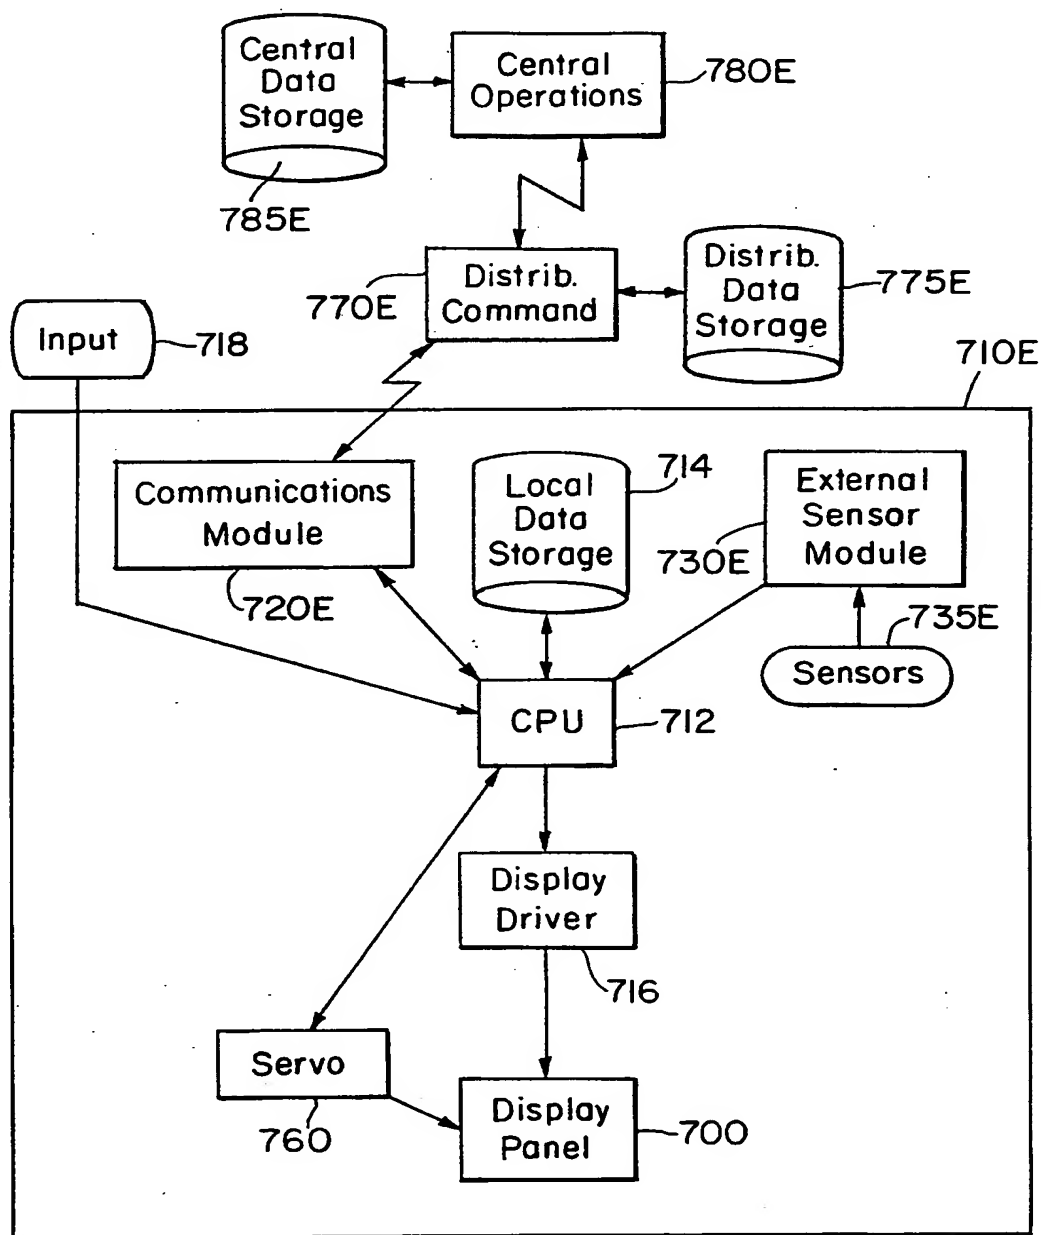 Central
Data
Storage
785E
Central
Operations
780E
Distrib.
Command
770E
Distrib.
Data
Storage
775E
Input
718
710E
Communications
Module
720E
Local
Data
Storage
714
External
Sensor
Module
730E
Sensors
735E
CPU
712
Display
Driver
716
Servo
760
Display
Panel
700